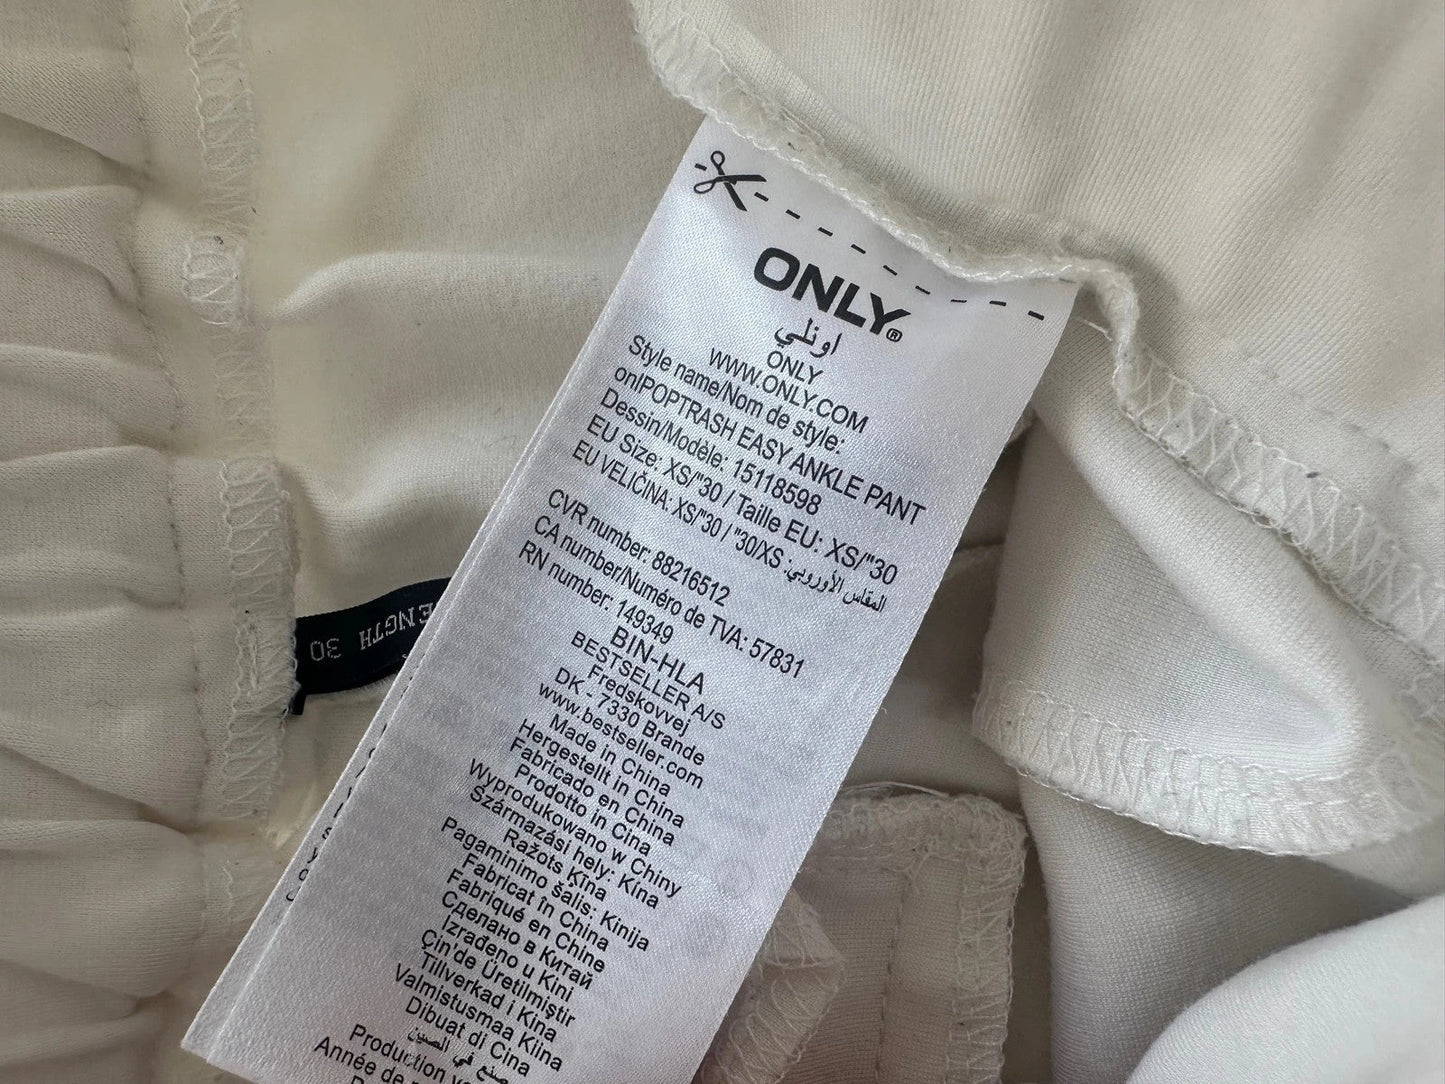 ONLY®
اونلي
ONLY
WWW.ONLY.COM
Style name/Nom de style:
onlPOPTRASH EASY ANKLE PANT
Dessin/Modèle: 15118598
EU Size: XS/"30 / Taille EU: XS/"30
EU VELIČINA: XS/"30 / "30/XS :المقاس الأوروبي
CVR number: 88216512
CA number/Numéro de TVA: 57831
RN number: 149349
BIN-HLA
BESTSELLER A/S
Fredskovvej
DK - 7330 Brande
www.bestseller.com
Made in China
Hergestellt in China
Fabricado en China
Prodotto in Cina
Wyprodukowano w Chiny
Származási hely: Kína
Ražots Ķīna
Pagaminimo šalis: Kinija
Fabricat în China
Fabriqué en Chine
Сделано в Китай
Izrađeno u Kini
Çin'de Üretilmiştir
Tillverkad i Kina
Valmistusmaa Kiina
Dibuat di Cina
صنع في الصين
Production
Année de
ENGTH 30